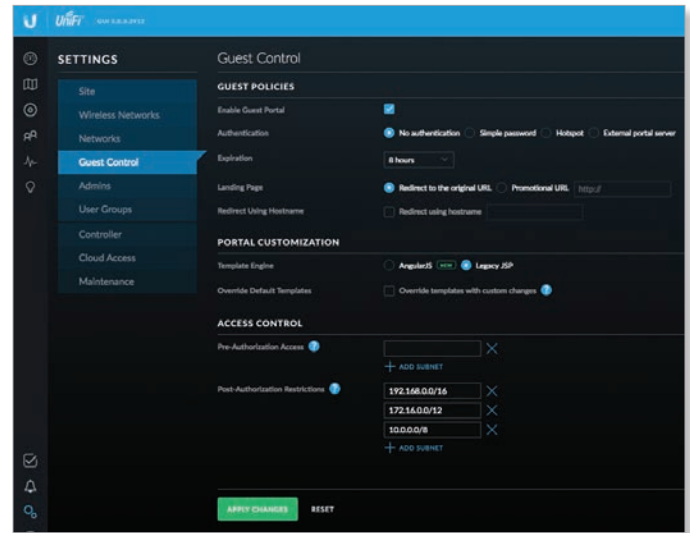 U UniFi
SETTINGS
Site
Wireless Networks
Networks
Guest Control
Admins
User Groups
Controller
Cloud Access
Maintenance
Guest Control
GUEST POLICIES
Enable Guest Portal
Authentication No authentication Simple password Hotspot External portal server
Expiration 8 hours
Landing Page Redirect to the original URL Promotional URL http://
Redirect Using Hostname Redirect using hostname
PORTAL CUSTOMIZATION
Template Engine AngularJS NEW Legacy JSP
Override Default Templates Override templates with custom changes ?
ACCESS CONTROL
Pre-Authorization Access ?
+ ADD SUBNET
Post-Authorization Restrictions ? 192.168.0.0/16
172.16.0.0/12
10.0.0.0/8
+ ADD SUBNET
APPLY CHANGES RESET